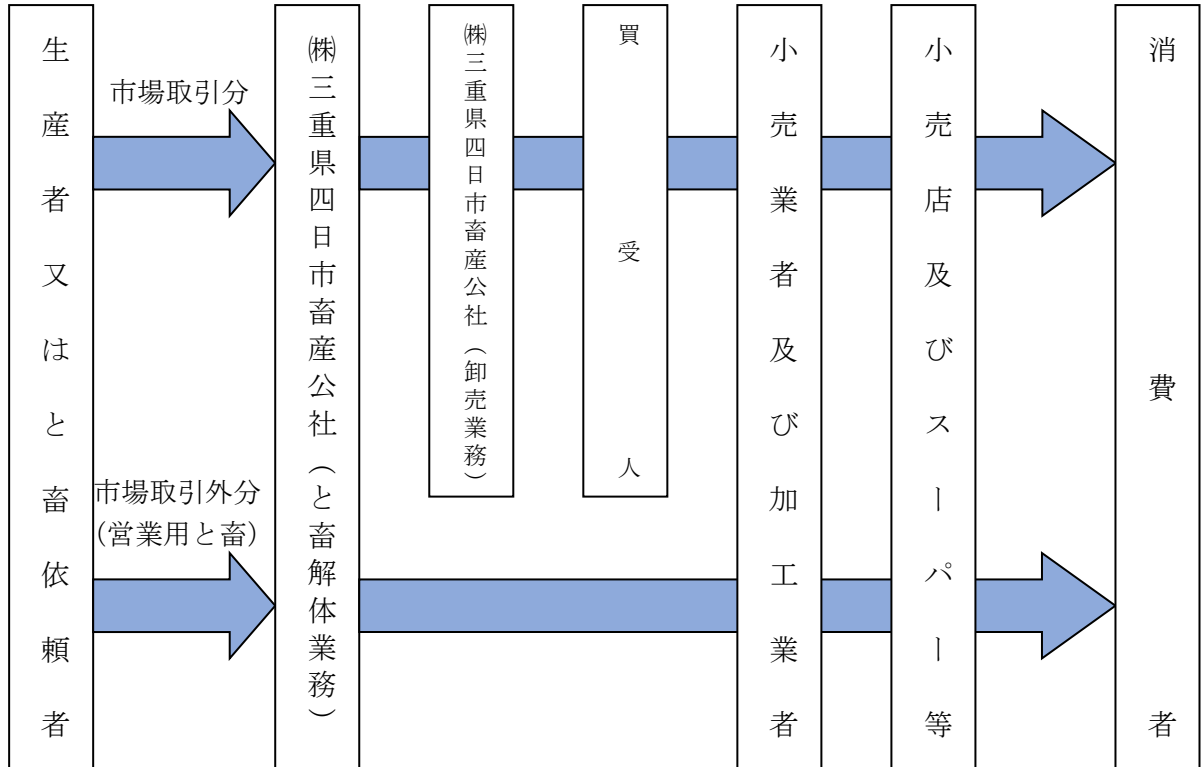 生産者又はと畜依頼者
市場取引分
市場取引外分
(営業用と畜)
㈱三重県四日市畜産公社(と畜解体業務)
㈱三重県四日市畜産公社(卸売業務)
買受人
小売業者及び加工業者
小売店及びスーパー等
消費者